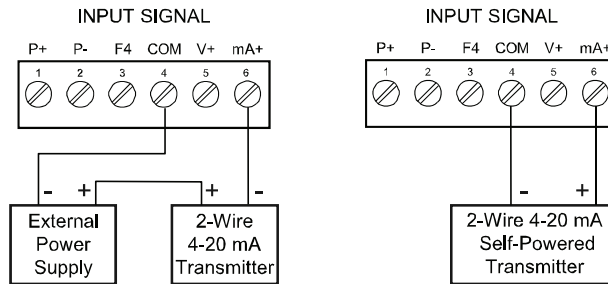 INPUT SIGNAL
P+ P- F4 COM V+ mA+
1 2 3 4 5 6
- + + -
External
Power
Supply
2-Wire
4-20 mA
Transmitter
INPUT SIGNAL
P+ P- F4 COM V+ mA+
1 2 3 4 5 6
- +
2-Wire 4-20 mA
Self-Powered
Transmitter